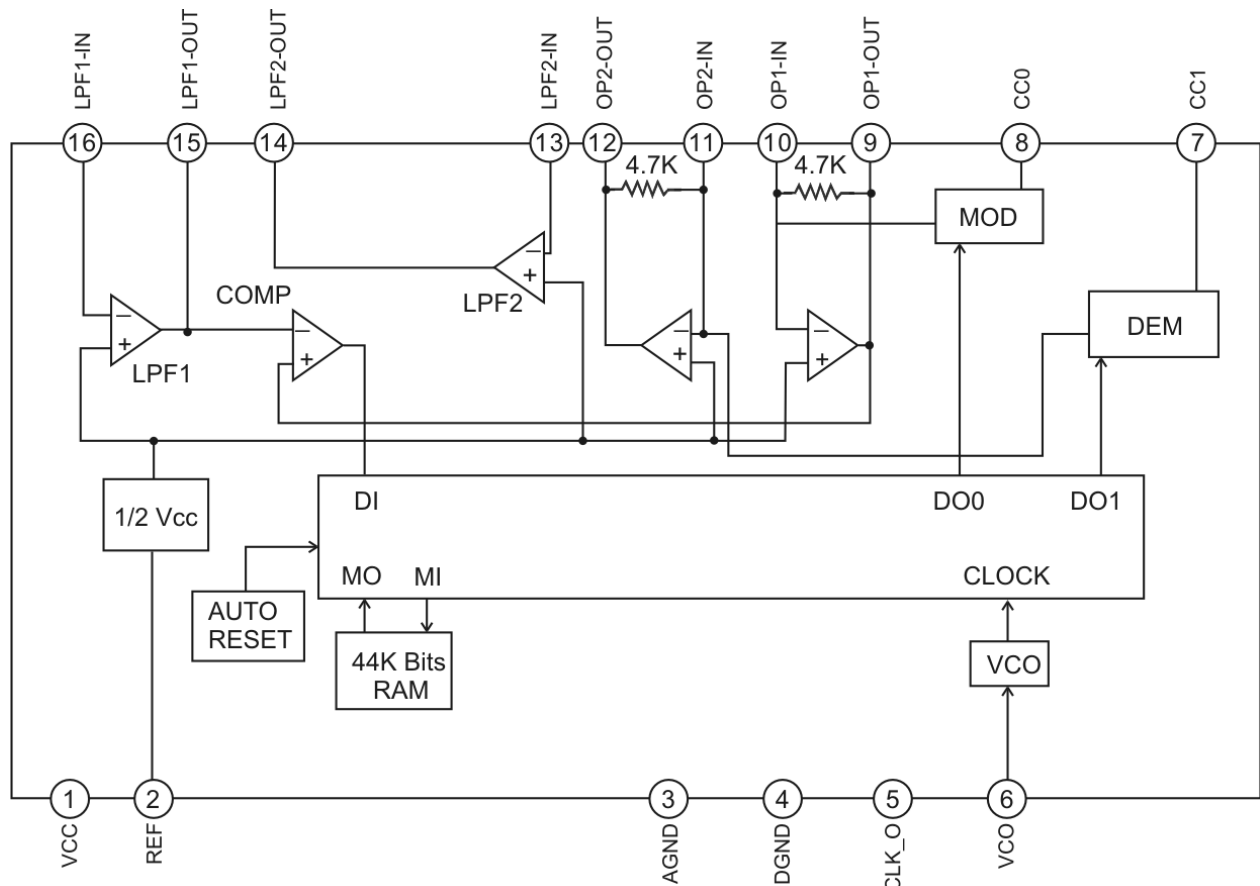 LPF1-IN
LPF1-OUT
LPF2-OUT
LPF2-IN
OP2-OUT
OP2-IN
OP1-IN
OP1-OUT
CC0
CC1
16
15
14
13
12
11
10
9
8
7
4.7K
4.7K
MOD
−
+
LPF2
COMP
−
+
LPF1
−
+
−
+
−
+
DEM
1/2 Vcc
DI
DO0
DO1
MO
MI
CLOCK
AUTO
RESET
44K Bits
RAM
VCO
1
2
3
4
5
6
VCC
REF
AGND
DGND
CLK_O
VCO